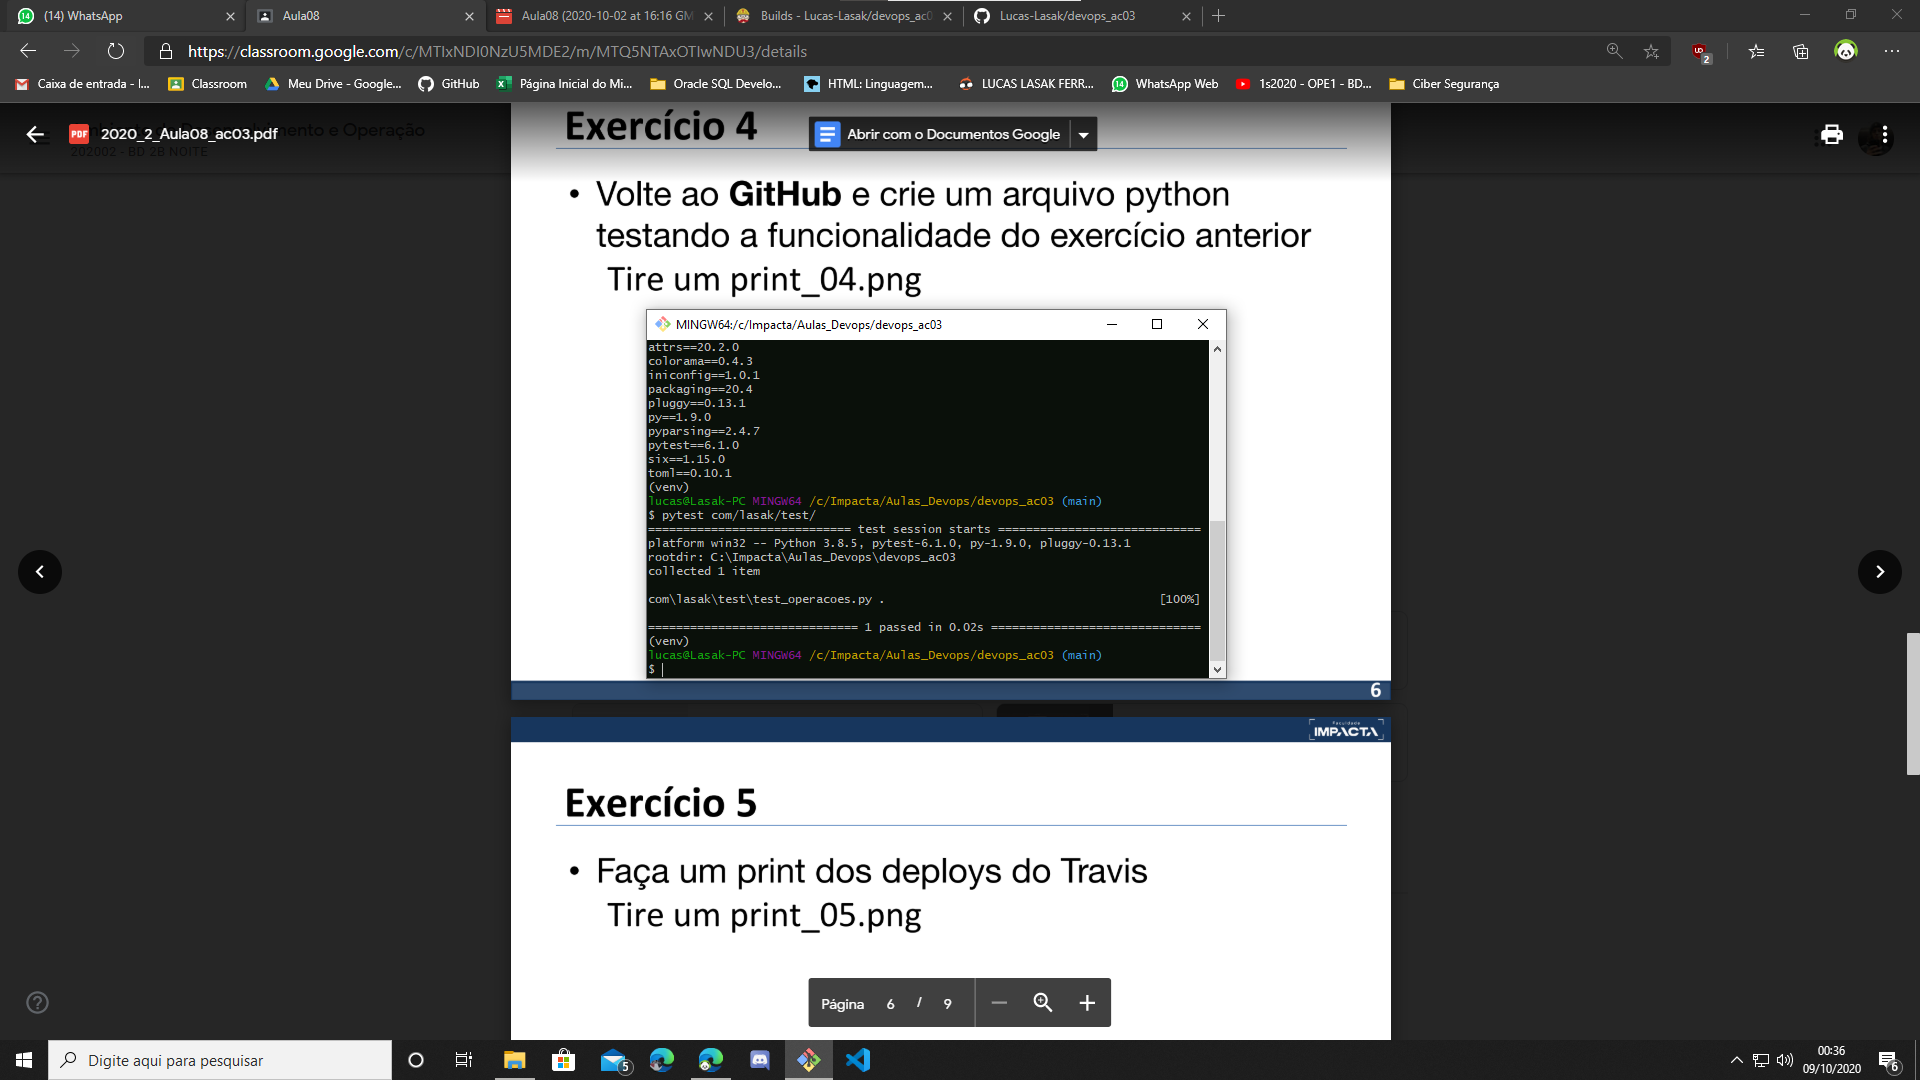 (14) WhatsApp
Aula08
Aula08 (2020-10-02 at 16:16 GM
Builds - Lucas-Lasak/devops_ac0
Lucas-Lasak/devops_ac03
https://classroom.google.com/c/MTIxNDI0NzU5MDE2/m/MTQ5NTAxOTIwNDU3/details
2
Caixa de entrada - l...
Classroom
Meu Drive - Google...
GitHub
Página Inicial do Mi...
Oracle SQL Develo...
HTML: Linguagem...
LUCAS LASAK FERR...
WhatsApp Web
1s2020 - OPE1 - BD...
Ciber Segurança
PDF
2020_2_Aula08_ac03.pdf
202002 - BD 2B NOITE
Abrir com o Documentos Google
Exercício 4
• Volte ao GitHub e crie um arquivo python
testando a funcionalidade do exercício anterior
Tire um print_04.png
MINGW64:/c/Impacta/Aulas_Devops/devops_ac03
attrs==20.2.0
colorama==0.4.3
iniconfig==1.0.1
packaging==20.4
pluggy==0.13.1
py==1.9.0
pyparsing==2.4.7
pytest==6.1.0
six==1.15.0
toml==0.10.1
(venv)
lucas@Lasak-PC MINGW64 /c/Impacta/Aulas_Devops/devops_ac03 (main)
$ pytest com/lasak/test/
============================= test session starts =============================
platform win32 -- Python 3.8.5, pytest-6.1.0, py-1.9.0, pluggy-0.13.1
rootdir: C:\Impacta\Aulas_Devops\devops_ac03
collected 1 item
com\lasak\test\test_operacoes.py . [100%]
============================== 1 passed in 0.02s ==============================
(venv)
lucas@Lasak-PC MINGW64 /c/Impacta/Aulas_Devops/devops_ac03 (main)
$
6
Faculdade
IMPACTA
Exercício 5
• Faça um print dos deploys do Travis
Tire um print_05.png
Página 6 / 9
Digite aqui para pesquisar
5
00:36
09/10/2020
6